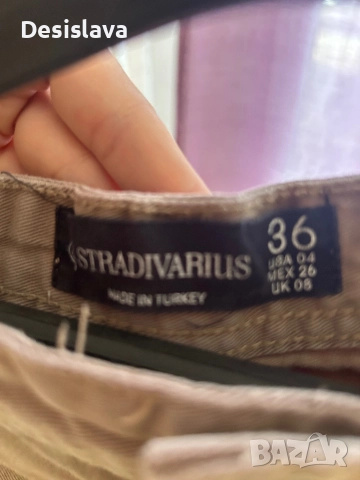 Desislava
STRADIVARIUS
MADE IN TURKEY
36
USA 04
MEX 26
UK 08
BAZAR